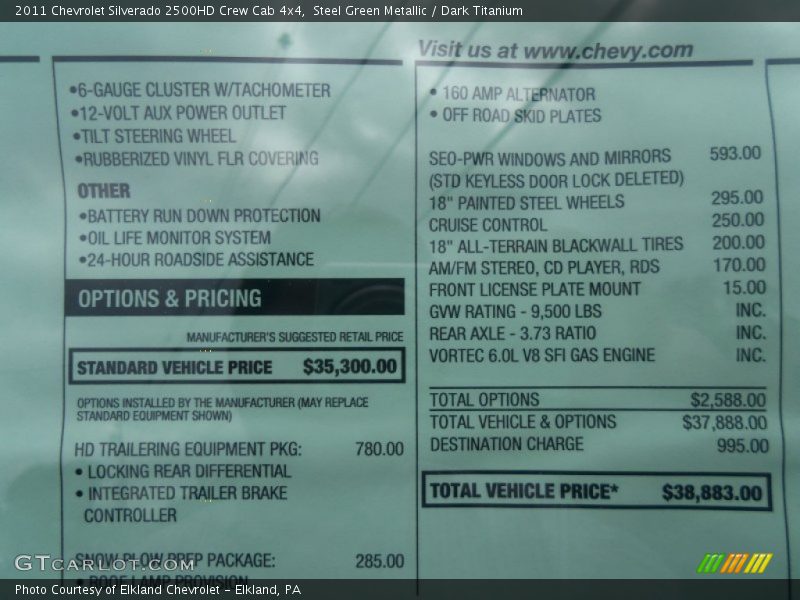 2011 Chevrolet Silverado 2500HD Crew Cab 4x4, Steel Green Metallic / Dark Titanium
Visit us at www.chevy.com
•6-GAUGE CLUSTER W/TACHOMETER
•12-VOLT AUX POWER OUTLET
•TILT STEERING WHEEL
•RUBBERIZED VINYL FLR COVERING
OTHER
•BATTERY RUN DOWN PROTECTION
•OIL LIFE MONITOR SYSTEM
•24-HOUR ROADSIDE ASSISTANCE
OPTIONS & PRICING
MANUFACTURER'S SUGGESTED RETAIL PRICE
STANDARD VEHICLE PRICE $35,300.00
OPTIONS INSTALLED BY THE MANUFACTURER (MAY REPLACE
STANDARD EQUIPMENT SHOWN)
HD TRAILERING EQUIPMENT PKG: 780.00
• LOCKING REAR DIFFERENTIAL
• INTEGRATED TRAILER BRAKE
CONTROLLER
SNOW PLOW PREP PACKAGE: 285.00
• ROOF LAMP PROVISION
• 160 AMP ALTERNATOR
• OFF ROAD SKID PLATES
SEO-PWR WINDOWS AND MIRRORS 593.00
(STD KEYLESS DOOR LOCK DELETED)
18" PAINTED STEEL WHEELS 295.00
CRUISE CONTROL 250.00
18" ALL-TERRAIN BLACKWALL TIRES 200.00
AM/FM STEREO, CD PLAYER, RDS 170.00
FRONT LICENSE PLATE MOUNT 15.00
GVW RATING - 9,500 LBS INC.
REAR AXLE - 3.73 RATIO INC.
VORTEC 6.0L V8 SFI GAS ENGINE INC.
TOTAL OPTIONS $2,588.00
TOTAL VEHICLE & OPTIONS $37,888.00
DESTINATION CHARGE 995.00
TOTAL VEHICLE PRICE* $38,883.00
GTcarlot.com
Photo Courtesy of Elkland Chevrolet – Elkland, PA